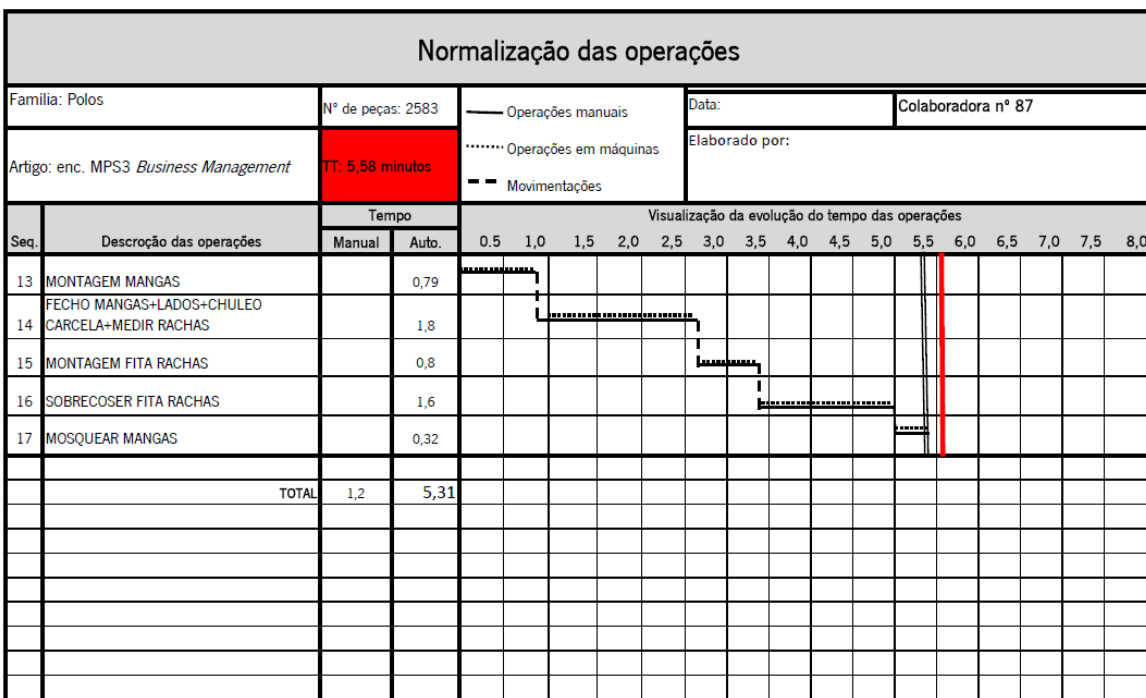 Normalização das operações
Familia: Polos
N° de peças: 2583
Operações manuais
Data:
Colaboradora nº 87
Artigo: enc. MPS3 Business Management
TT: 5,58 minutos
Operações em máquinas
Movimentações
Elaborado por:
Seq.
Descroção das operações
Tempo
Manual
Auto.
Visualização da evolução do tempo das operações
0.5 1,0 1,5 2,0 2,5 3,0 3,5 4,0 4,5 5,0 5,5 6,0 6,5 7,0 7,5 8,0
13 MONTAGEM MANGAS 0,79
FECHO MANGAS+LADOS+CHULEO
14 CARCELA+MEDIR RACHAS 1,8
15 MONTAGEM FITA RACHAS 0,8
16 SOBRECOSER FITA RACHAS 1,6
17 MOSQUEAR MANGAS 0,32
TOTAL 1,2 5,31